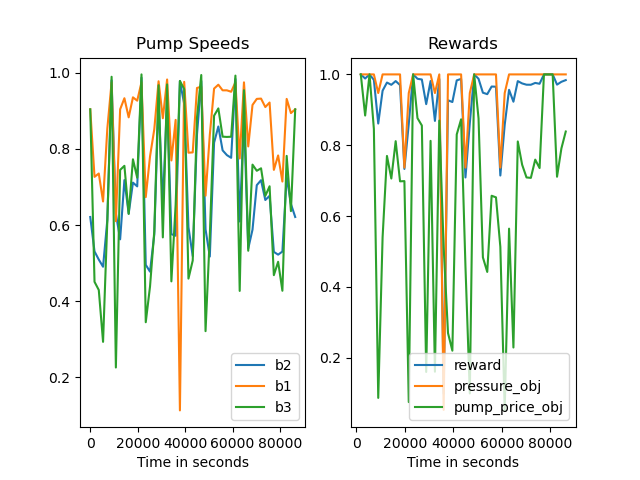 Pump Speeds
1.0
0.8
0.6
0.4
0.2
0
20000
40000
60000
80000
Time in seconds
b2
b1
b3
Rewards
1.0
0.8
0.6
0.4
0.2
0
20000
40000
60000
80000
Time in seconds
reward
pressure_obj
pump_price_obj